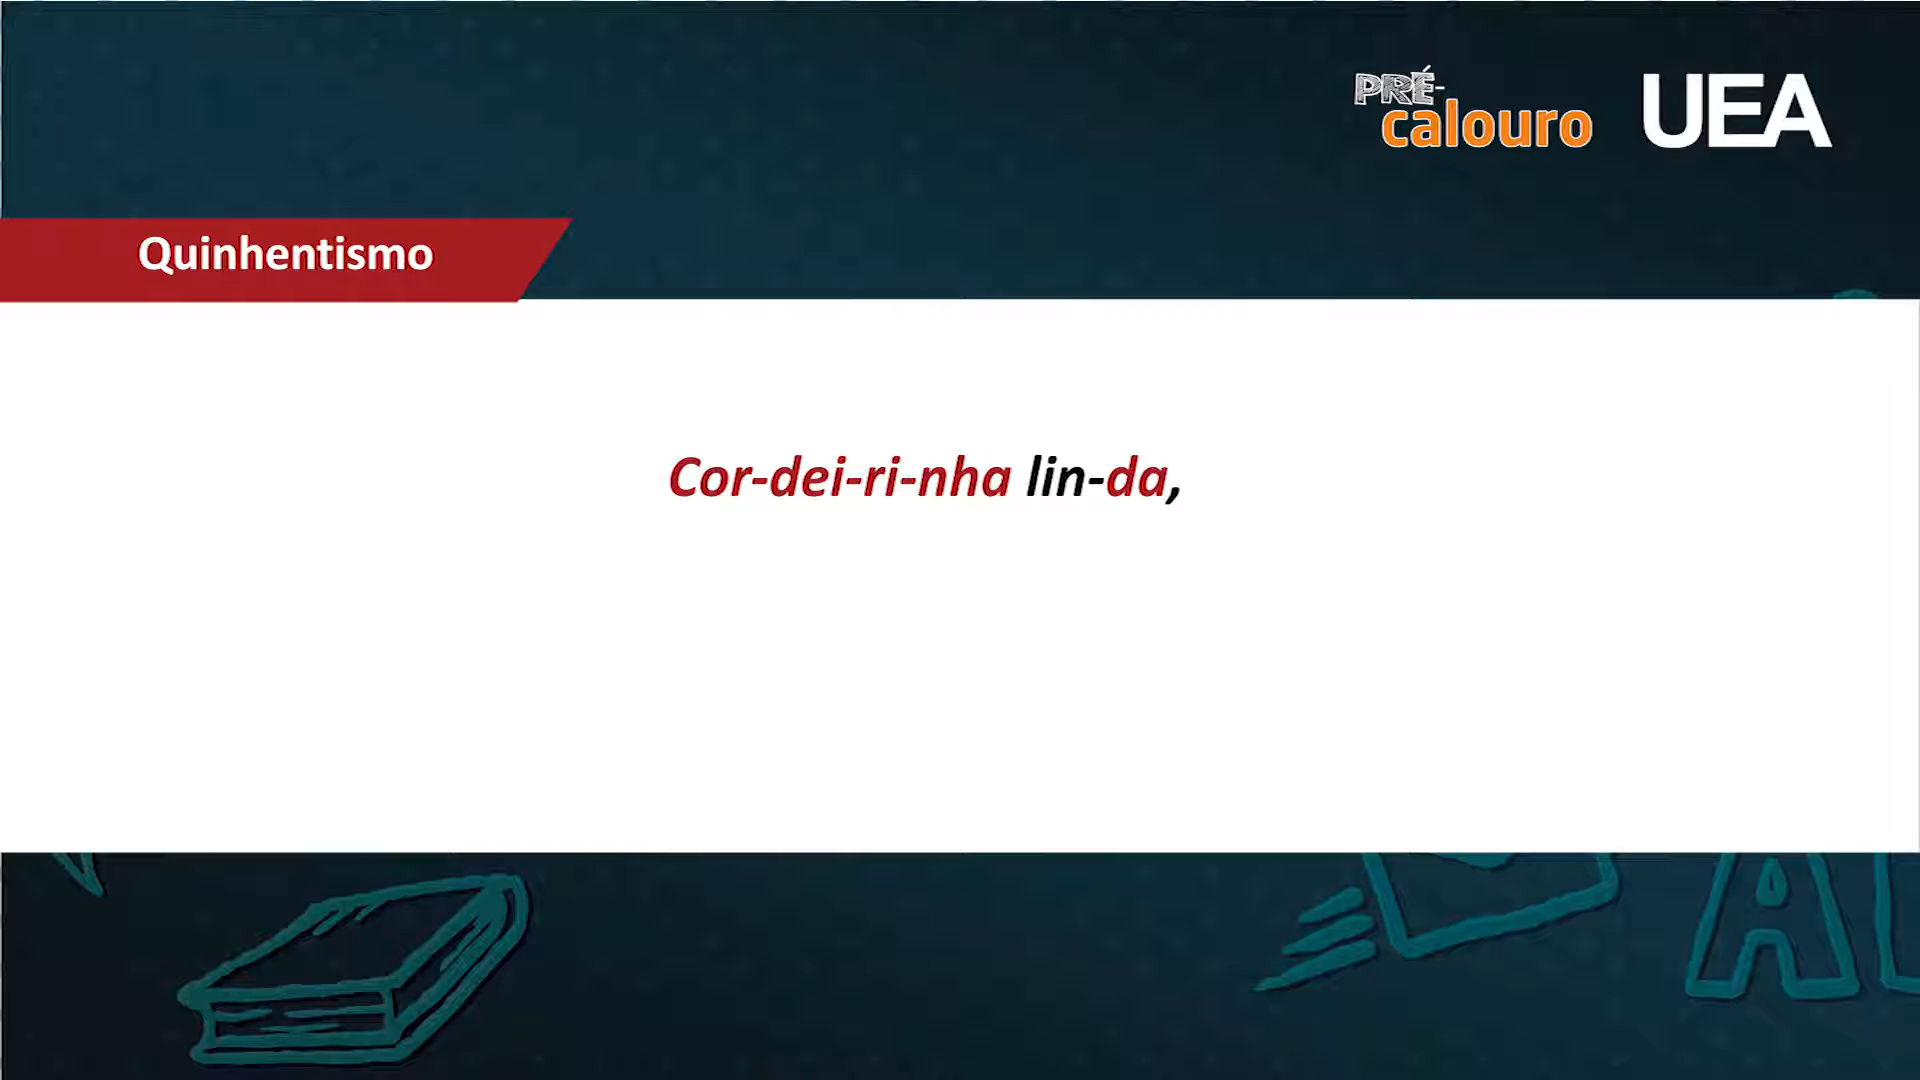 PRÉ-
calouro
UEA
Quinhentismo
Cor-dei-ri-nha lin-da,
A